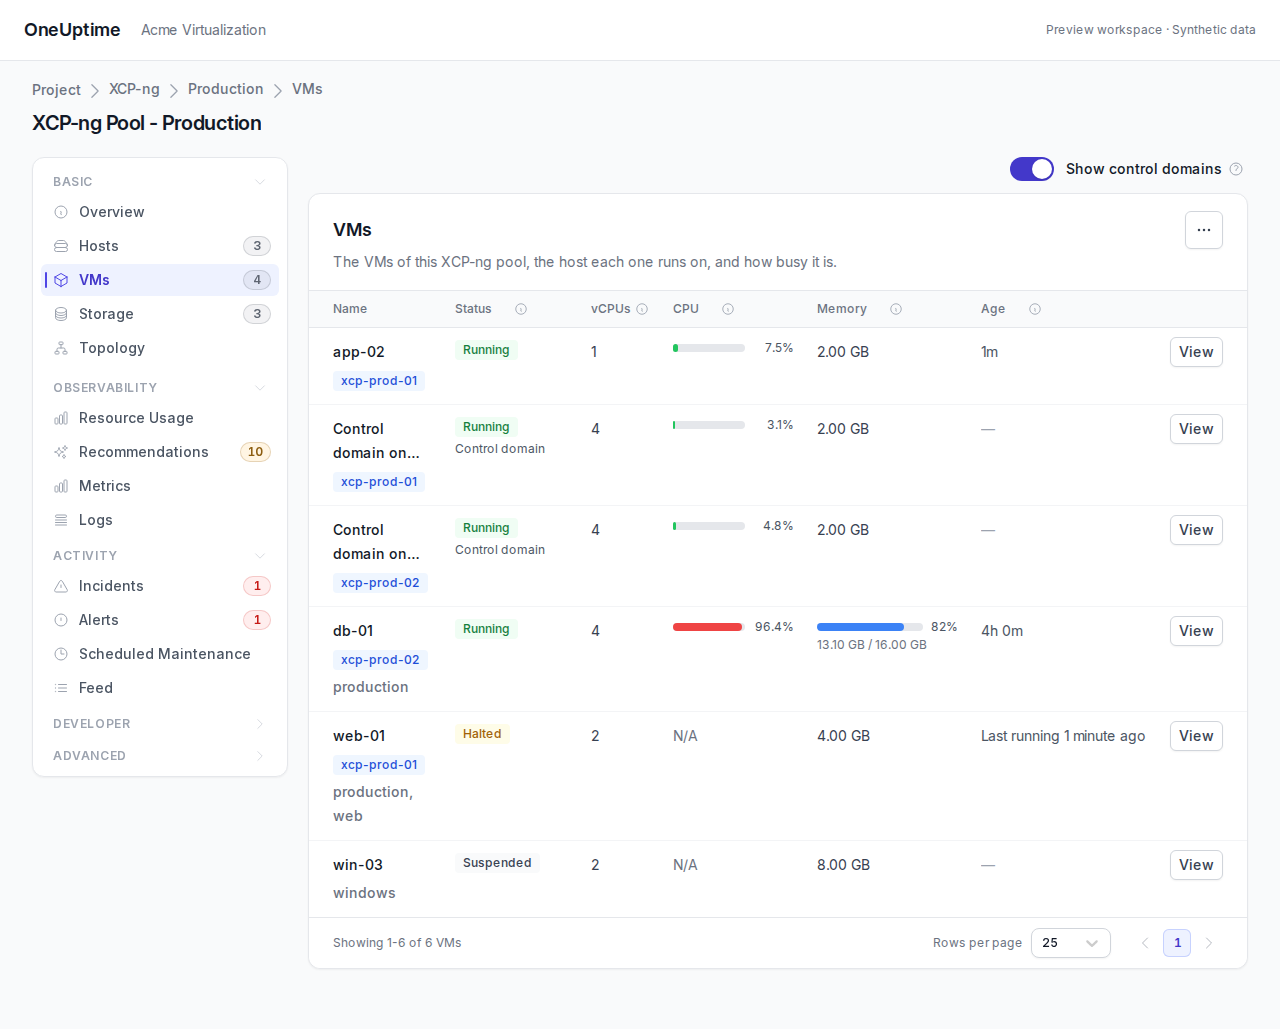 OneUptime Acme Virtualization Preview workspace · Synthetic data
Project XCP-ng Production VMs
XCP-ng Pool - Production
Show control domains
BASIC
Overview
Hosts 3
VMs 4
Storage 3
Topology
OBSERVABILITY
Resource Usage
Recommendations 10
Metrics
Logs
ACTIVITY
Incidents 1
Alerts 1
Scheduled Maintenance
Feed
DEVELOPER
ADVANCED
VMs
The VMs of this XCP-ng pool, the host each one runs on, and how busy it is.
Name Status vCPUs CPU Memory Age
app-02 Running 1 7.5% 2.00 GB 1m View
xcp-prod-01
Control Running 4 3.1% 2.00 GB — View
domain on... Control domain
xcp-prod-01
Control Running 4 4.8% 2.00 GB — View
domain on... Control domain
xcp-prod-02
db-01 Running 4 96.4% 82% 4h 0m View
13.10 GB / 16.00 GB
xcp-prod-02
production
web-01 Halted 2 N/A 4.00 GB Last running 1 minute ago View
xcp-prod-01
production,
web
win-03 Suspended 2 N/A 8.00 GB — View
windows
Showing 1-6 of 6 VMs Rows per page 25 1